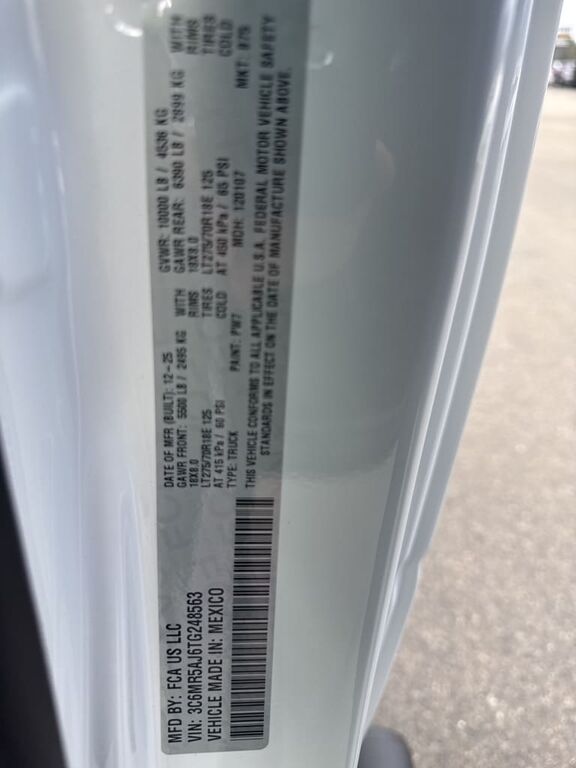 MFD BY: FCA US LLC
VIN: 3C6MR5AJ6TG248563
VEHICLE MADE IN: MEXICO
DATE OF MFR (BUILT): 12-25 GVWR: 10000 LB / 4536 KG
GAWR FRONT: 5500 LB / 2495 KG WITH GAWR REAR: 6390 LB / 2899 KG WITH
18X8.0 RIMS 18X8.0 RIMS
LT275/70R18E 125 TIRES LT275/70R18E 125 TIRES
AT 415 kPa / 60 PSI COLD AT 450 kPa / 65 PSI COLD
TYPE: TRUCK PAINT: PW7 MDH: 120107 MKT:
THIS VEHICLE CONFORMS TO ALL APPLICABLE U.S.A. FEDERAL MOTOR VEHICLE SAFETY
STANDARDS IN EFFECT ON THE DATE OF MANUFACTURE SHOWN ABOVE.